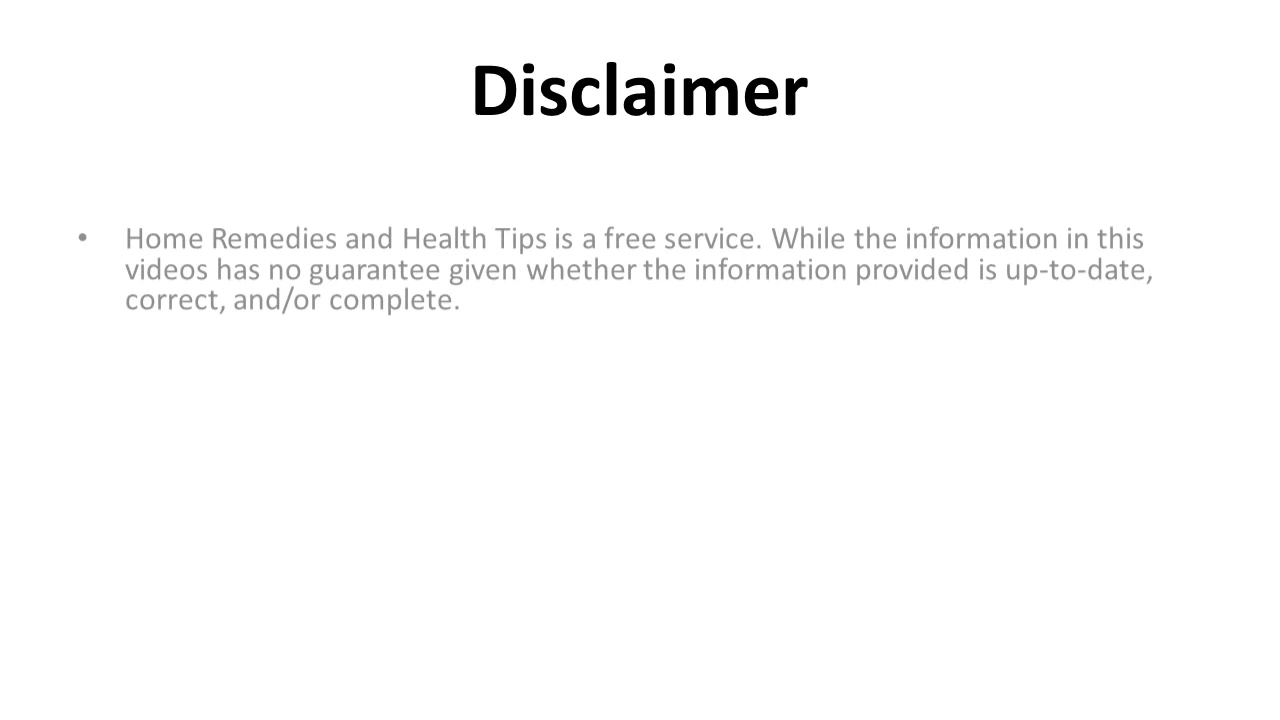 Disclaimer
• Home Remedies and Health Tips is a free service. While the information in this
videos has no guarantee given whether the information provided is up-to-date,
correct, and/or complete.